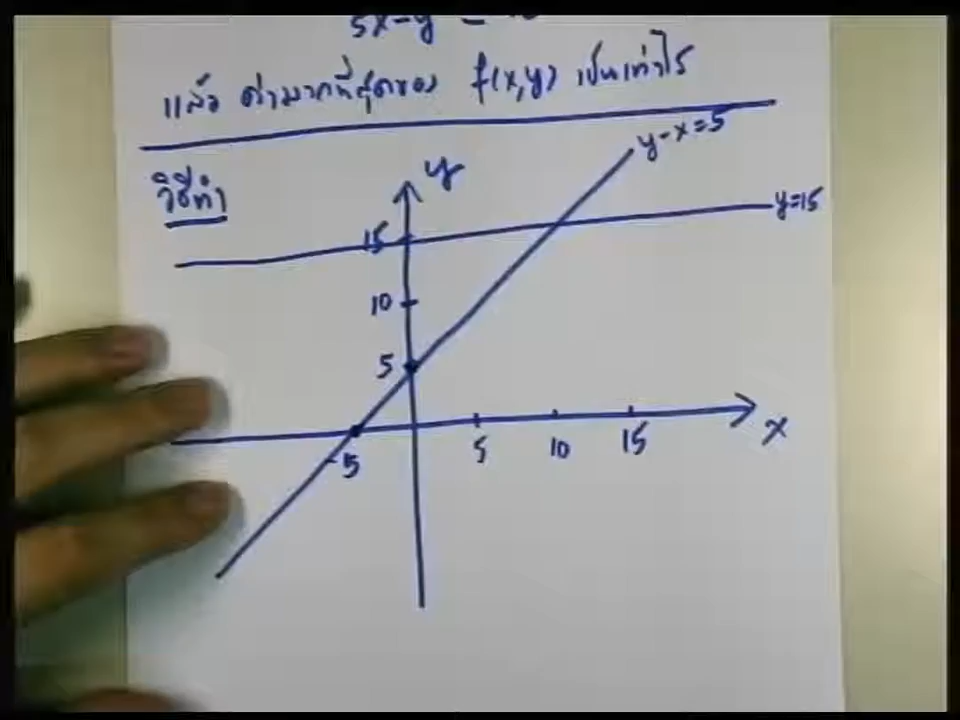 5x-y
แล้ว ค่ามากที่สุดของ f(x,y) เป็นเท่าไร
y-x=5
วิธีทำ
y
y=15
15
10
5
-5
5 10 15
x